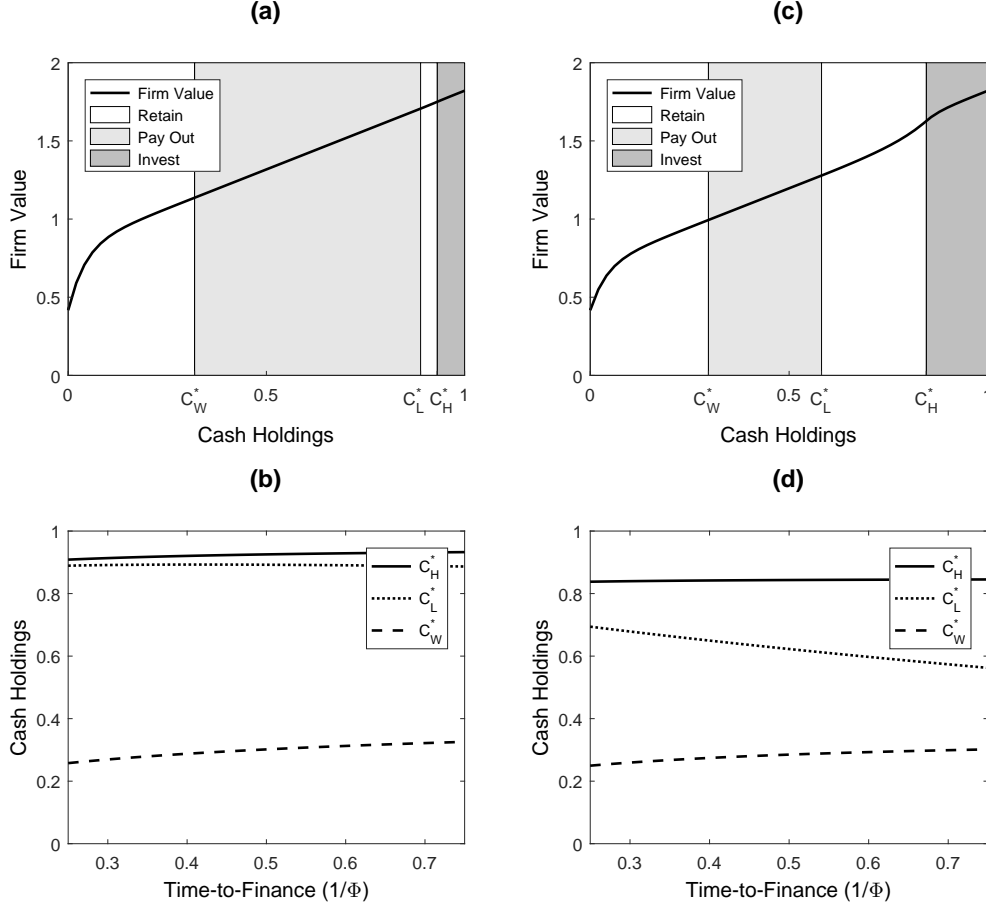 (a)
2
1.5
1
0.5
0
Firm Value
Firm Value
Retain
Pay Out
Invest
0
C*W
0.5
C*L
C*H
1
Cash Holdings
(c)
2
1.5
1
0.5
0
Firm Value
Firm Value
Retain
Pay Out
Invest
0
C*W
0.5
C*L
C*H
1
Cash Holdings
(b)
1
0.8
0.6
0.4
0.2
0
Cash Holdings
C*H
C*L
C*W
0.3 0.4 0.5 0.6 0.7
Time-to-Finance (1/Φ)
(d)
1
0.8
0.6
0.4
0.2
0
Cash Holdings
C*H
C*L
C*W
0.3 0.4 0.5 0.6 0.7
Time-to-Finance (1/Φ)